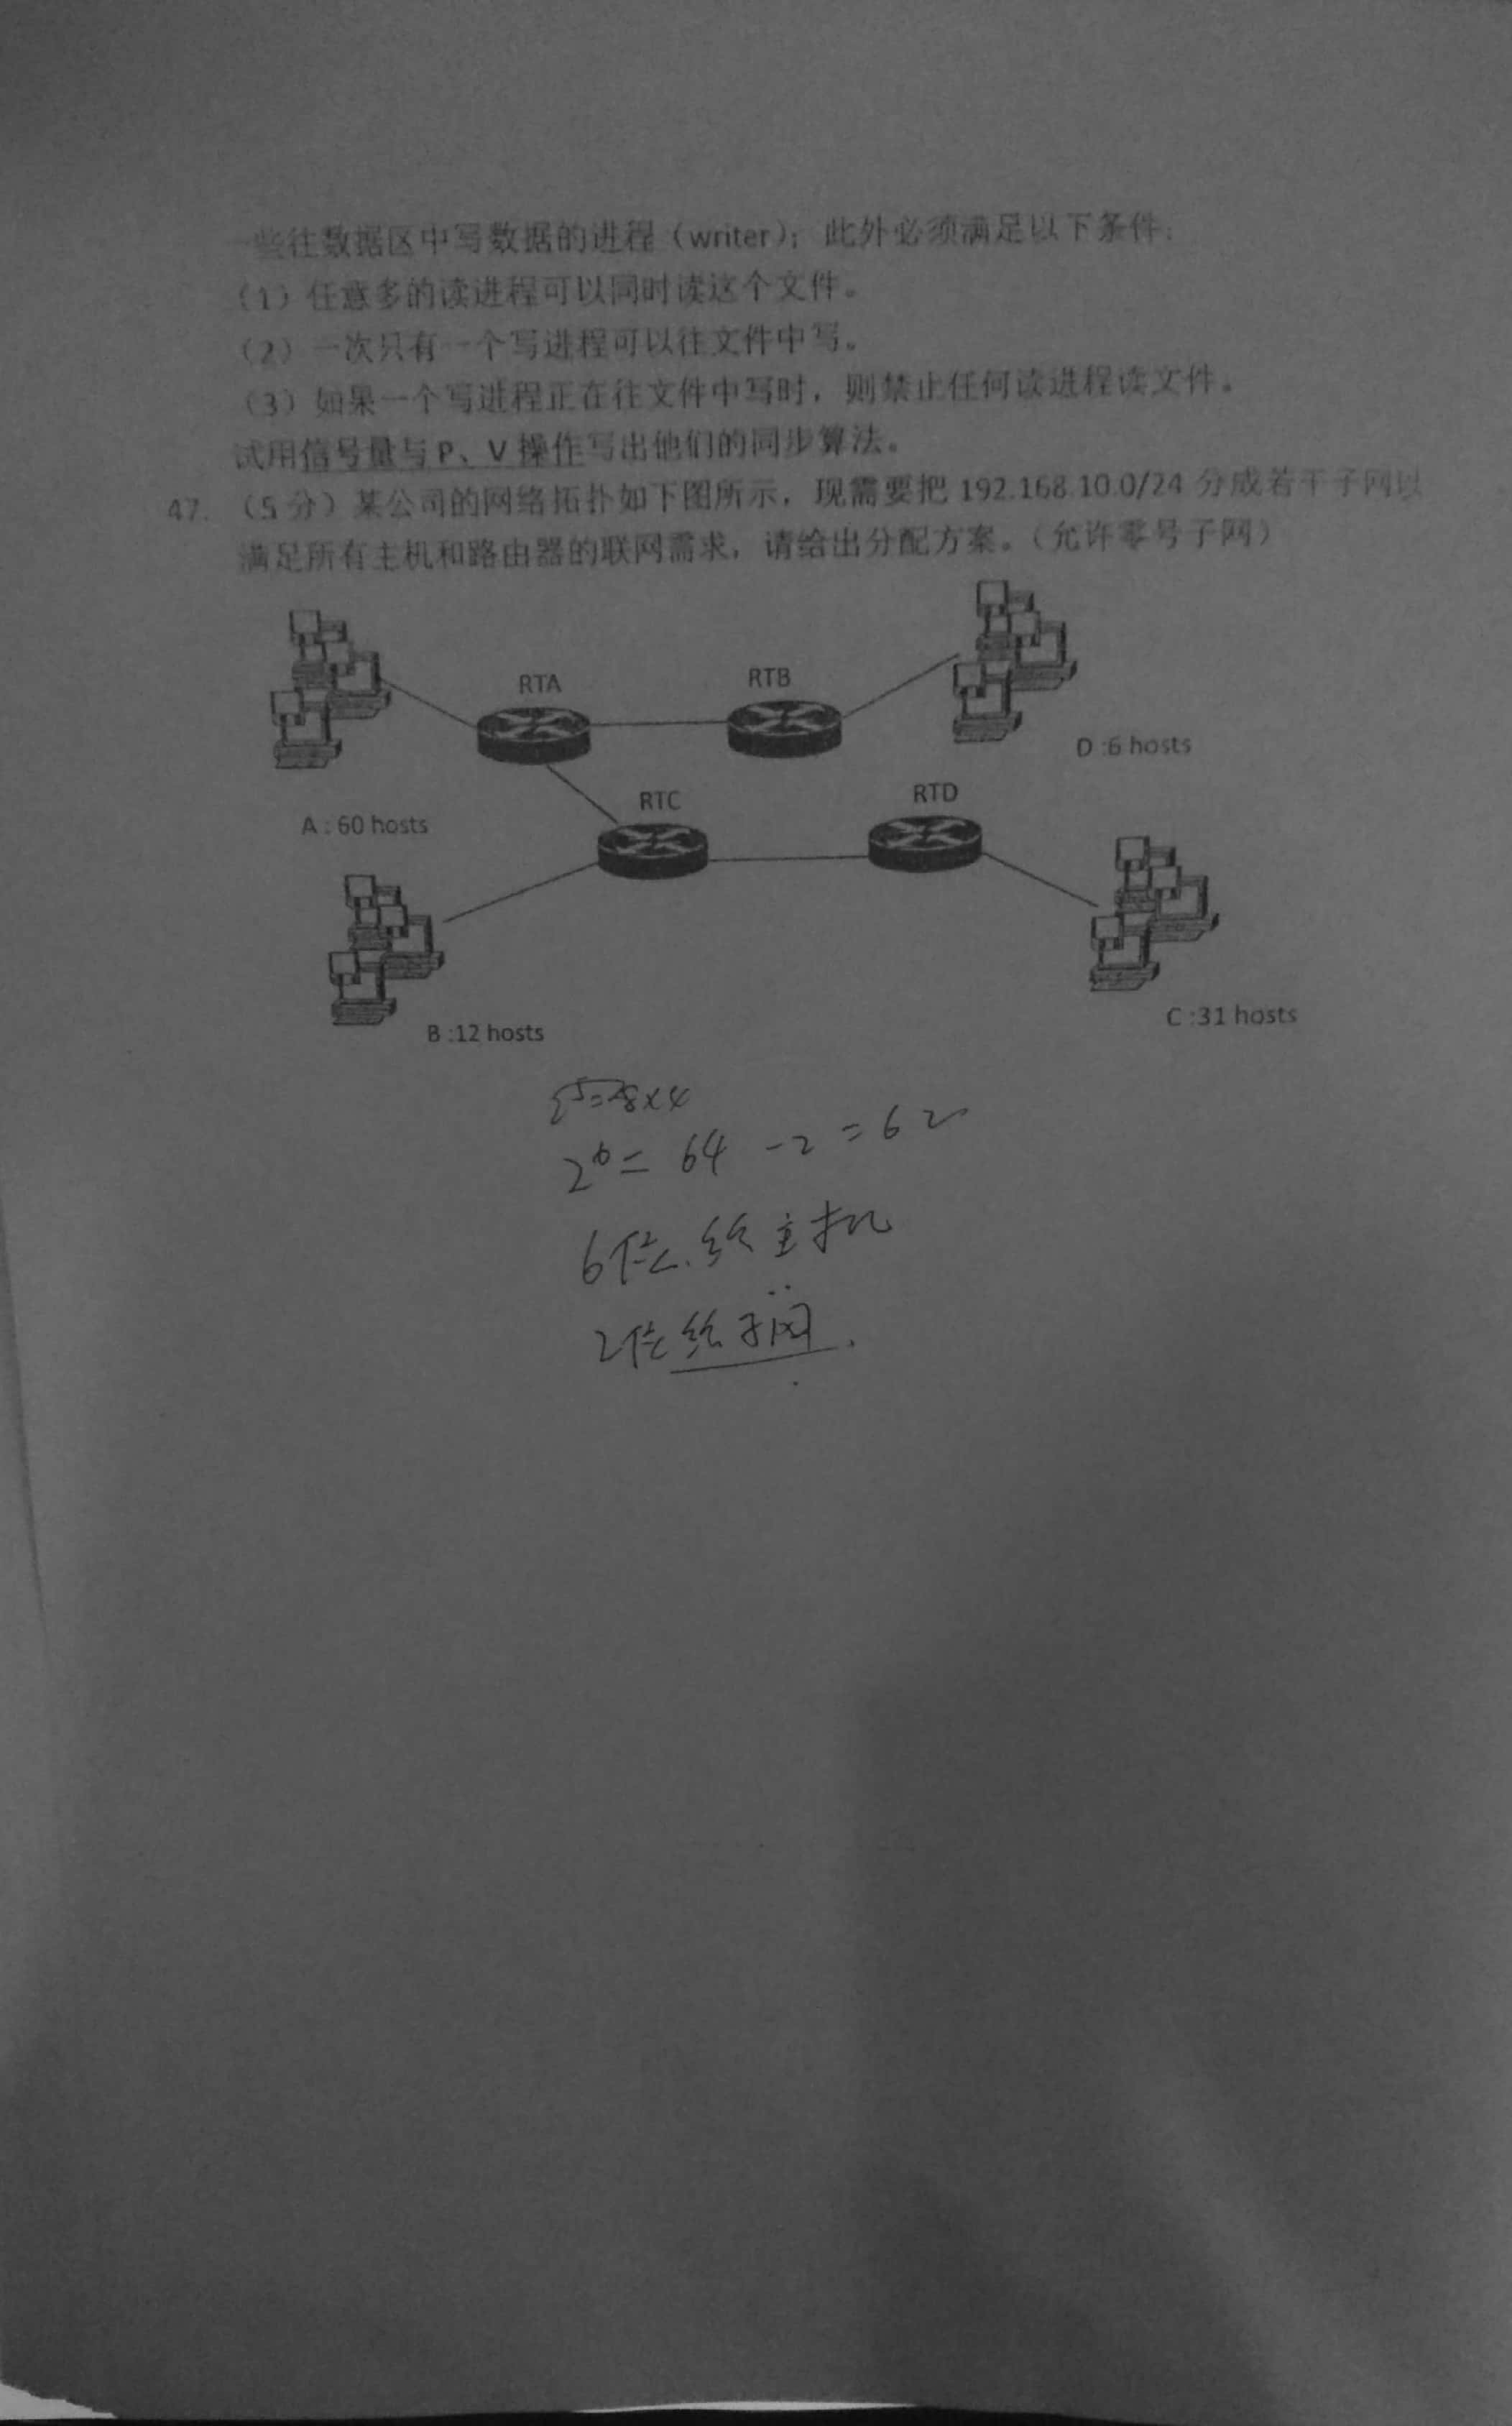 一些往数据区中写数据的进程（writer）；此外必须满足以下条件：
（1）任意多的读进程可以同时读这个文件。
（2）一次只有一个写进程可以往文件中写。
（3）如果一个写进程正在往文件中写时，则禁止任何读进程读文件。
试用信号量与 P、V 操作写出他们的同步算法。
47.（5 分）某公司的网络拓扑如下图所示，现需要把 192.168.10.0/24 分成若干子网以
满足所有主机和路由器的联网需求，请给出分配方案。（允许零号子网）
RTA
RTB
D :6 hosts
RTC
RTD
A : 60 hosts
B :12 hosts
C :31 hosts
2^6 = 64 - 2 = 62
6位.给主机
2位给子网.